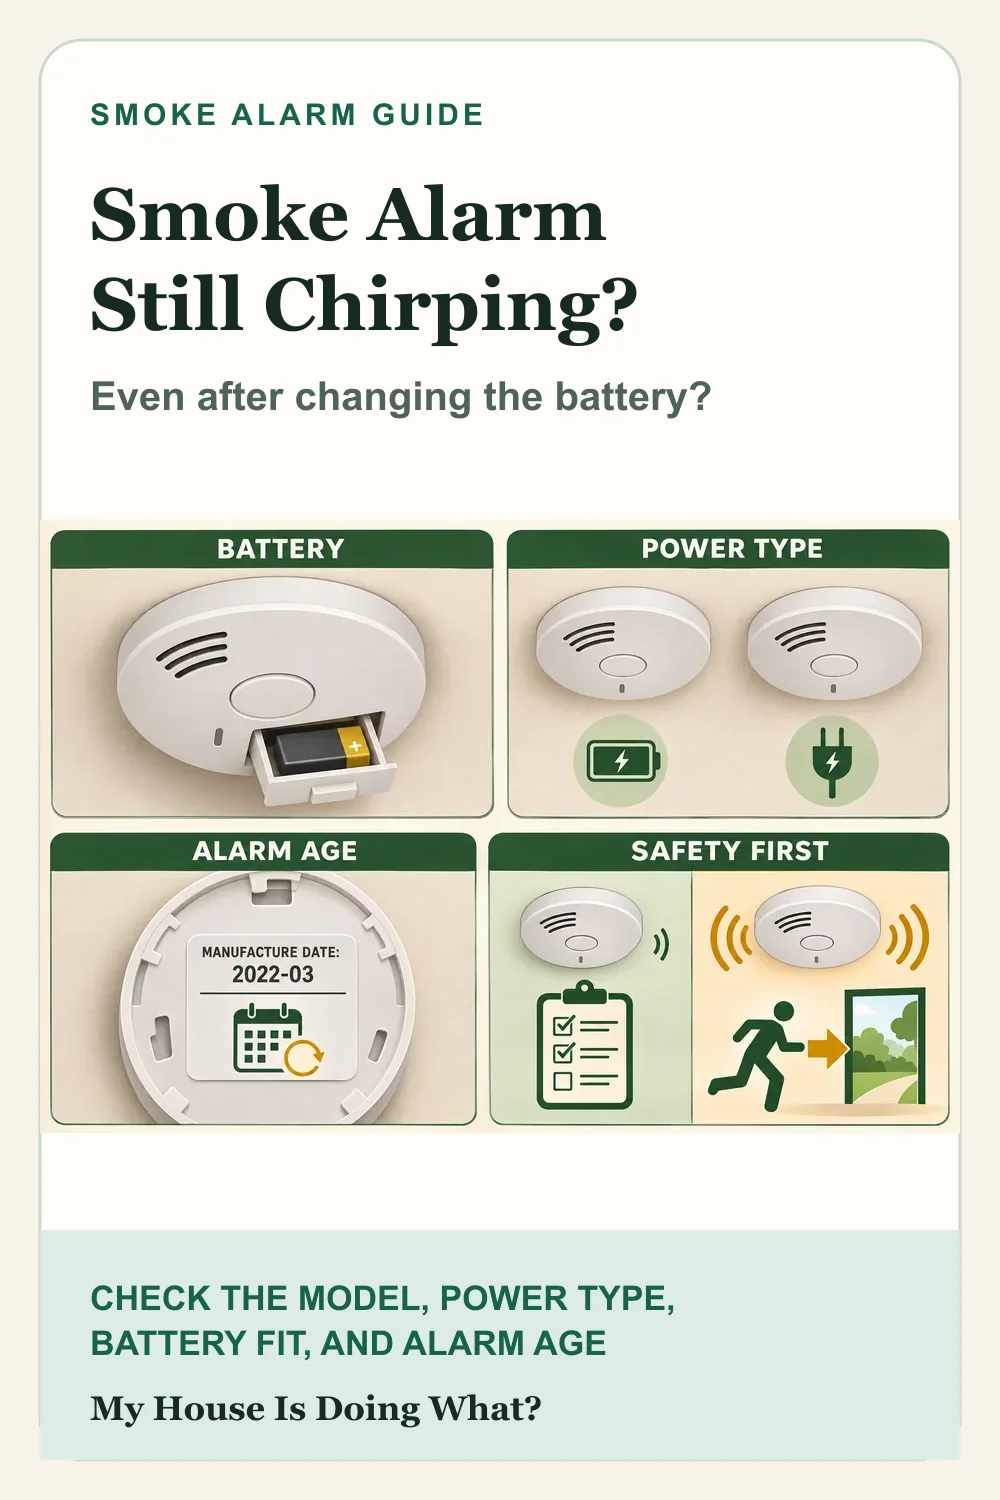 SMOKE ALARM GUIDE
Smoke Alarm
Still Chirping?
Even after changing the battery?
BATTERY
POWER TYPE
ALARM AGE
MANUFACTURE DATE:
2022-03
SAFETY FIRST
CHECK THE MODEL, POWER TYPE,
BATTERY FIT, AND ALARM AGE
My House Is Doing What?